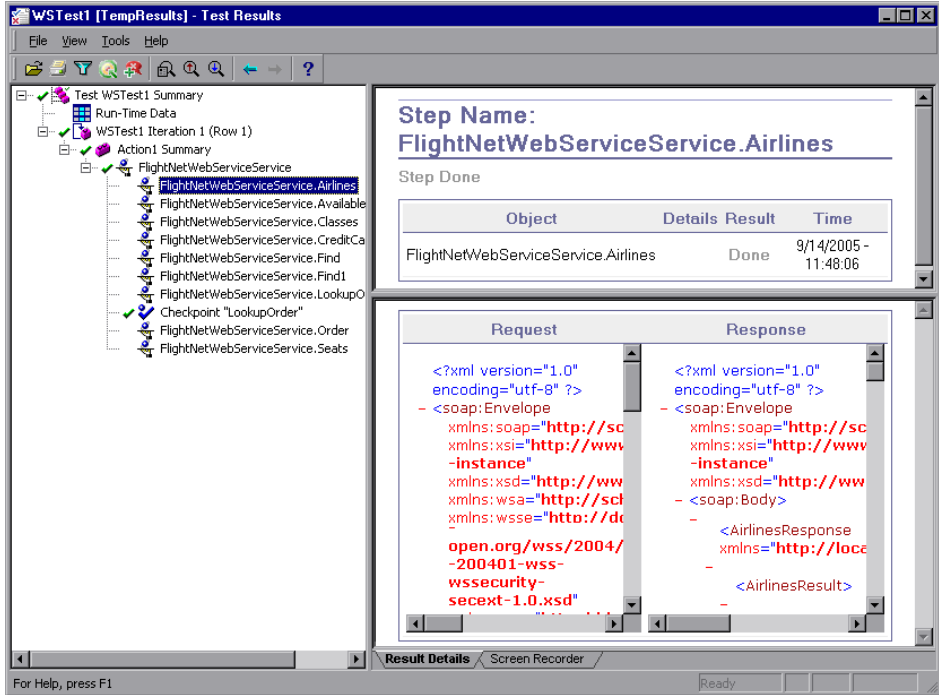 WSTest1 [TempResults] - Test Results
File View Tools Help
Test WSTest1 Summary
Run-Time Data
WSTest1 Iteration 1 (Row 1)
Action1 Summary
FlightNetWebServiceService
FlightNetWebServiceService.Airlines
FlightNetWebServiceService.Available
FlightNetWebServiceService.Classes
FlightNetWebServiceService.CreditCa
FlightNetWebServiceService.Find
FlightNetWebServiceService.Find1
FlightNetWebServiceService.LookupO
Checkpoint "LookupOrder"
FlightNetWebServiceService.Order
FlightNetWebServiceService.Seats
Step Name:
FlightNetWebServiceService.Airlines
Step Done
Object Details Result Time
FlightNetWebServiceService.Airlines Done 9/14/2005 -
11:48:06
Request
<?xml version="1.0"
encoding="utf-8" ?>
- <soap:Envelope
xmlns:soap="http://sc
xmlns:xsi="http://www
-instance"
xmlns:xsd="http://ww
xmlns:wsa="http://sch
xmlns:wsse="http://do
-
open.org/wss/2004/
-200401-wss-
wssecurity-
secext-1.0.xsd"
Response
<?xml version="1.0"
encoding="utf-8" ?>
- <soap:Envelope
xmlns:soap="http://sc
xmlns:xsi="http://www
-instance"
xmlns:xsd="http://ww
- <soap:Body>
-
<AirlinesResponse
xmlns="http://loca
-
<AirlinesResult>
-
Result Details Screen Recorder
For Help, press F1 Ready